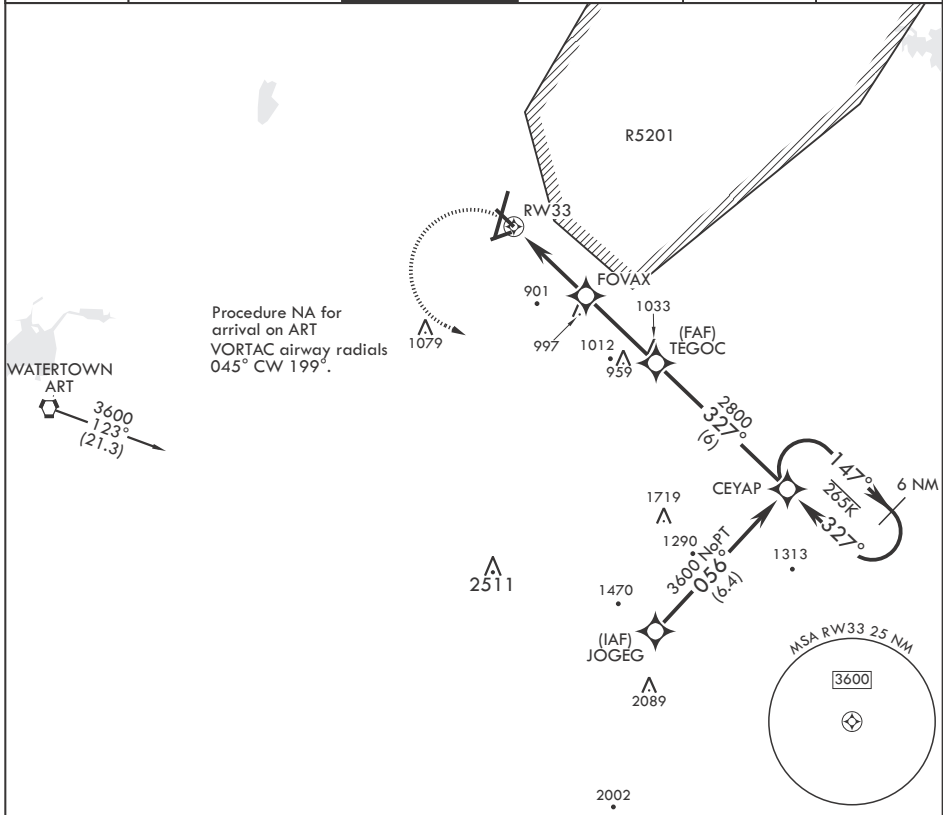 R5201
RW33
FOVAX
901
1033
Procedure NA for
arrival on ART
VORTAC airway radials
045° CW 199°.
1079
997
1012
959
(FAF)
TEGOC
WATERTOWN
ART
3600
123°
(21.3)
2800
327°
(6)
CEYAP
147°
265K
327°
6 NM
1719
1290
1313
2511
1470
3600 NoPT
056°
(6.4)
(IAF)
JOGEG
2089
MSA RW33 25 NM
3600
2002